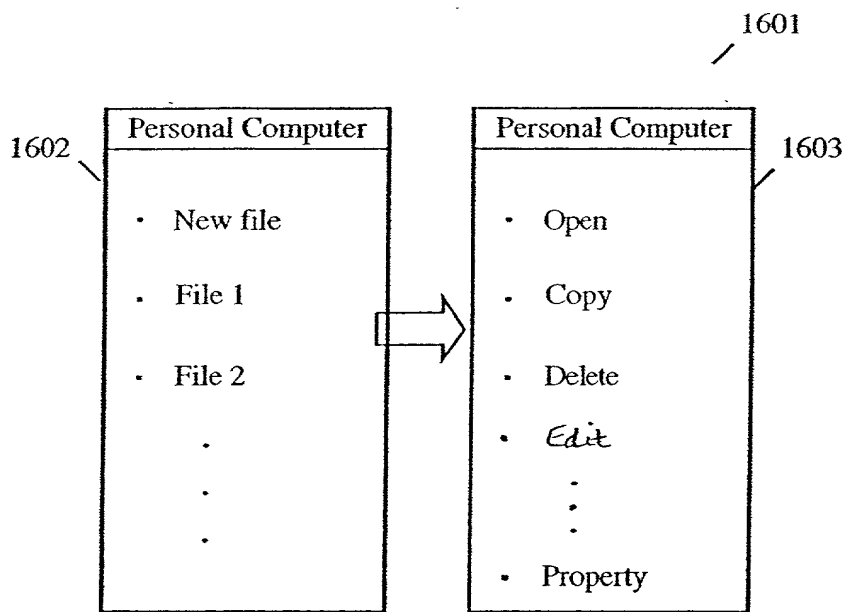 1601
Personal Computer
1602
· New file
· File 1
· File 2
.
.
.
Personal Computer
1603
· Open
· Copy
· Delete
· Edit
.
.
.
· Property